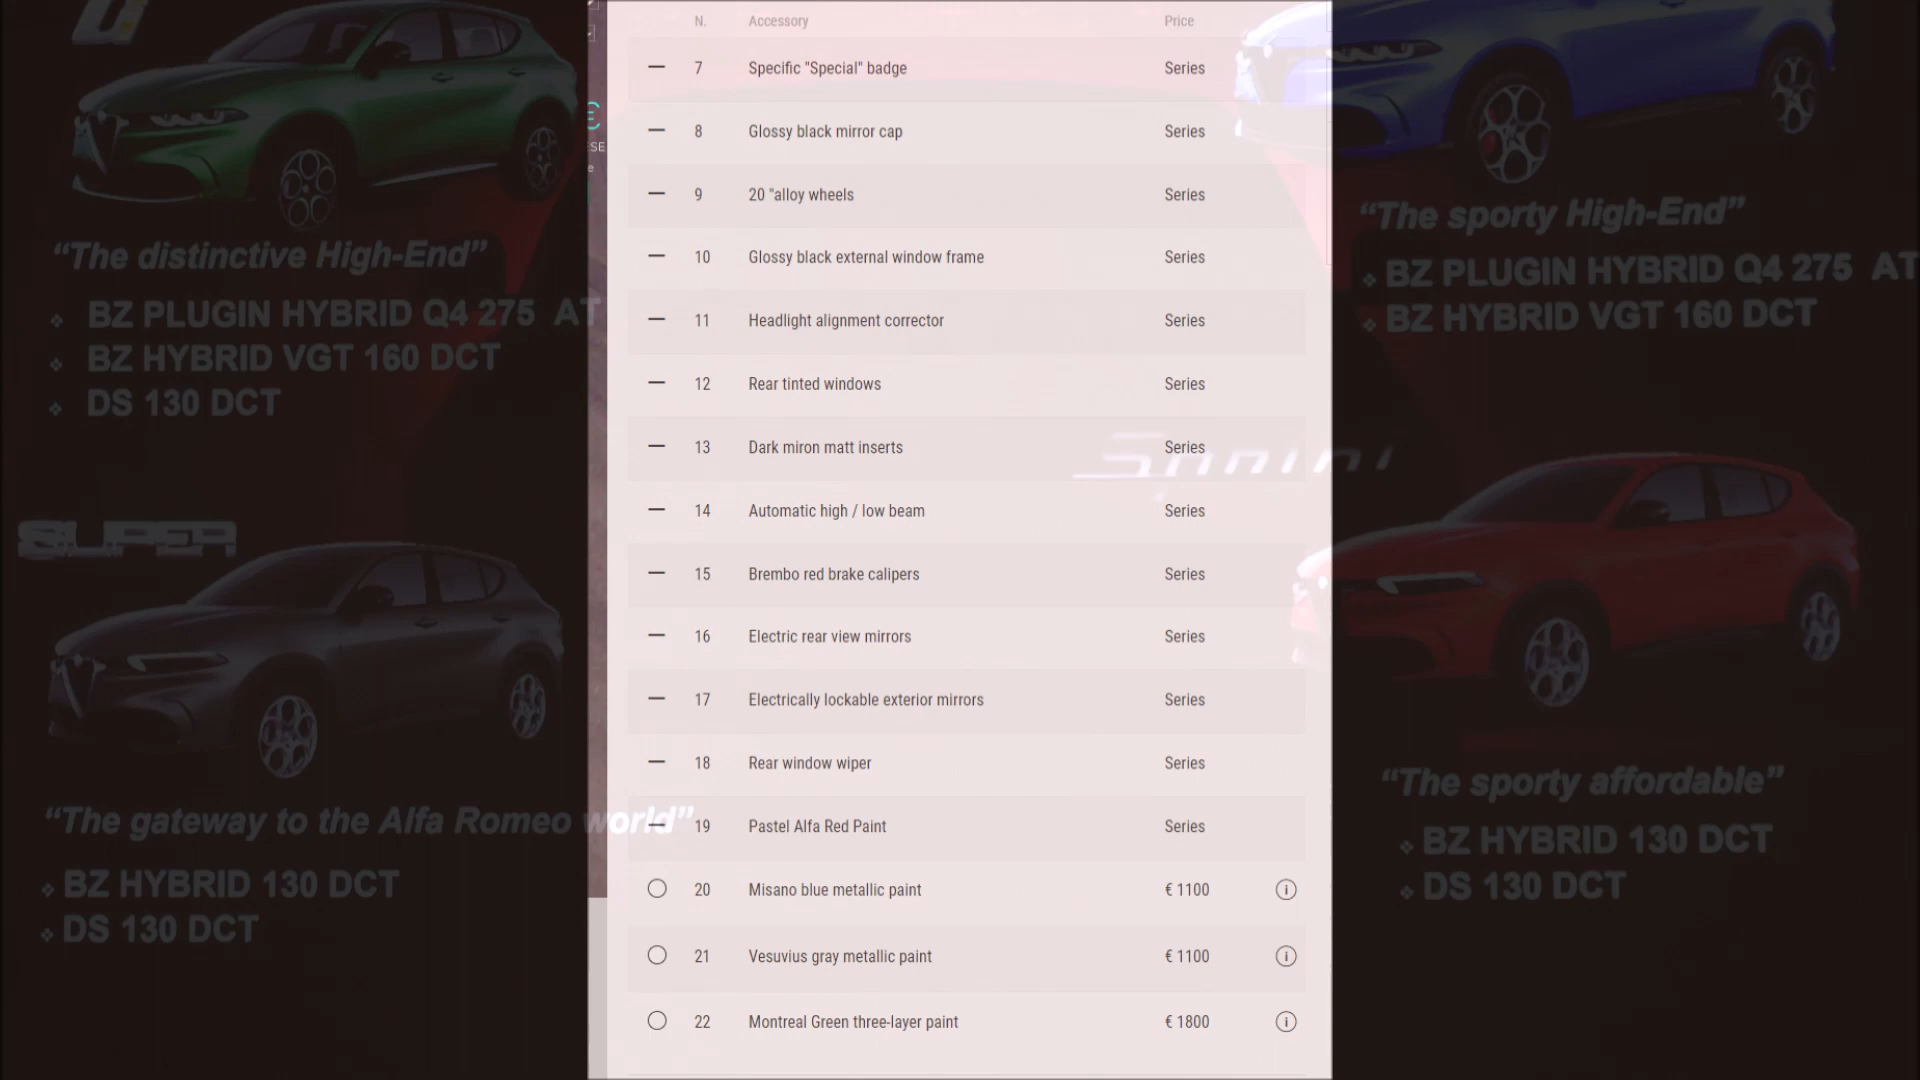 N. Accessory Price
7 Specific "Special" badge Series
8 Glossy black mirror cap Series
9 20 "alloy wheels Series
10 Glossy black external window frame Series
11 Headlight alignment corrector Series
12 Rear tinted windows Series
13 Dark miron matt inserts Series
14 Automatic high / low beam Series
15 Brembo red brake calipers Series
16 Electric rear view mirrors Series
17 Electrically lockable exterior mirrors Series
18 Rear window wiper Series
19 Pastel Alfa Red Paint Series
20 Misano blue metallic paint € 1100
21 Vesuvius gray metallic paint € 1100
22 Montreal Green three-layer paint € 1800
“The distinctive High-End”
BZ PLUGIN HYBRID Q4 275 AT
BZ HYBRID VGT 160 DCT
DS 130 DCT
SUPER
“The gateway to the Alfa Romeo world”
BZ HYBRID 130 DCT
DS 130 DCT
“The sporty High-End”
BZ PLUGIN HYBRID Q4 275 AT
BZ HYBRID VGT 160 DCT
Sprint
“The sporty affordable”
BZ HYBRID 130 DCT
DS 130 DCT
SE
e